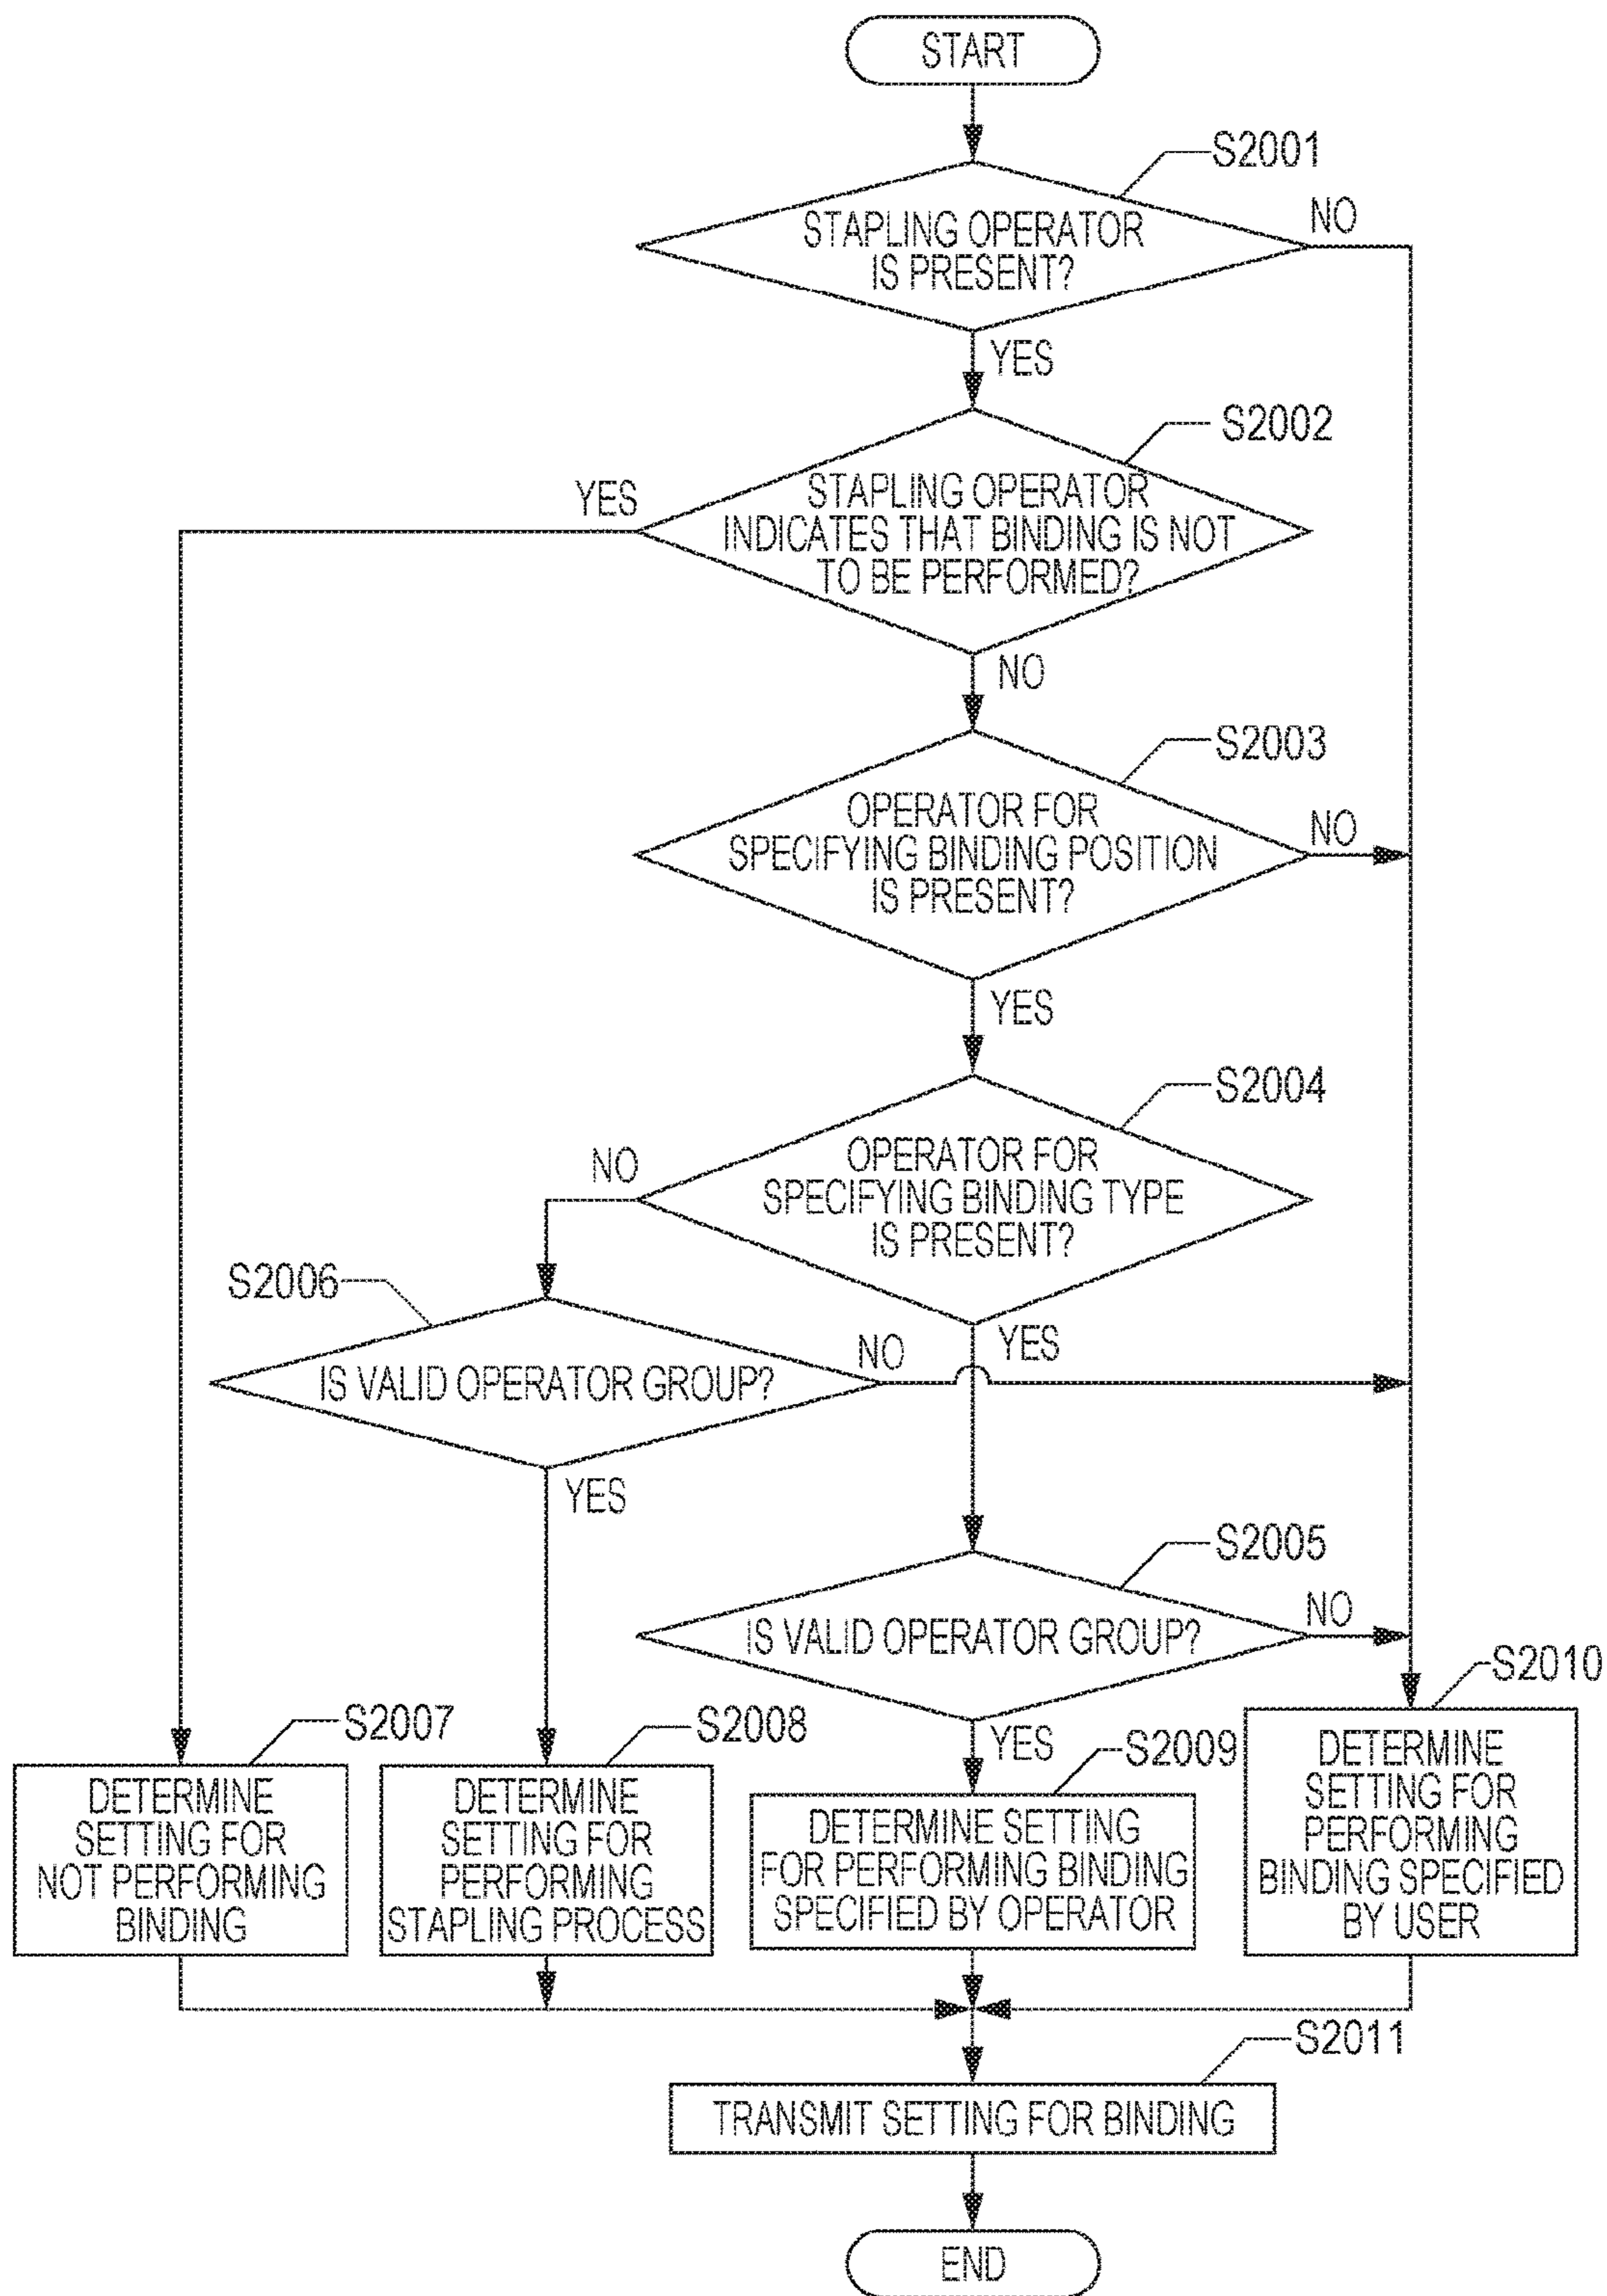 START
S2001
STAPLING OPERATOR
IS PRESENT?
NO
YES
S2002
STAPLING OPERATOR
INDICATES THAT BINDING IS NOT
TO BE PERFORMED?
YES
NO
S2003
OPERATOR FOR
SPECIFYING BINDING POSITION
IS PRESENT?
NO
YES
S2004
OPERATOR FOR
SPECIFYING BINDING TYPE
IS PRESENT?
NO
YES
S2006
IS VALID OPERATOR GROUP?
NO
YES
S2005
IS VALID OPERATOR GROUP?
NO
YES
S2007
DETERMINE
SETTING FOR
NOT PERFORMING
BINDING
S2008
DETERMINE
SETTING FOR
PERFORMING
STAPLING PROCESS
S2009
DETERMINE SETTING
FOR PERFORMING BINDING
SPECIFIED BY OPERATOR
S2010
DETERMINE
SETTING FOR
PERFORMING
BINDING SPECIFIED
BY USER
S2011
TRANSMIT SETTING FOR BINDING
END